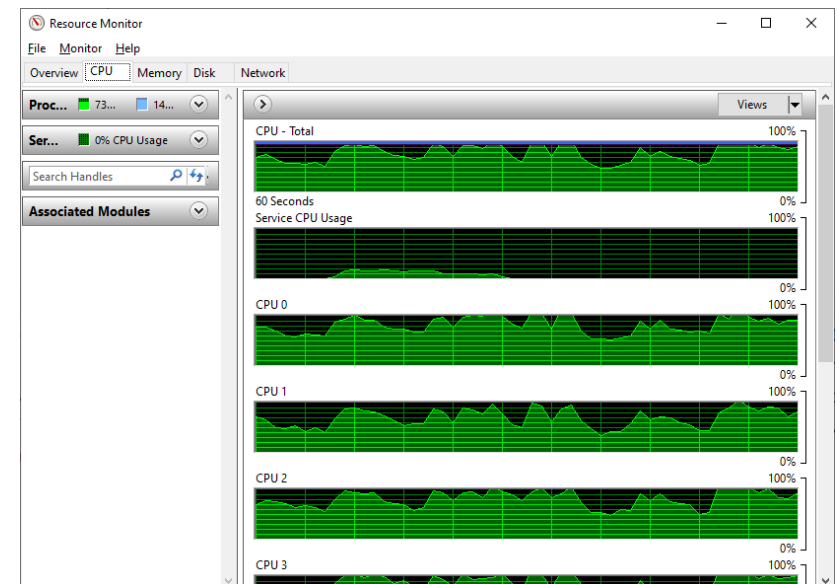 Resource Monitor
File Monitor Help
Overview CPU Memory Disk Network
Proc... 73... 14...
Ser... 0% CPU Usage
Search Handles
Associated Modules
Views
CPU - Total 100%
60 Seconds 0%
Service CPU Usage 100%
0%
CPU 0 100%
0%
CPU 1 100%
0%
CPU 2 100%
0%
CPU 3 100%